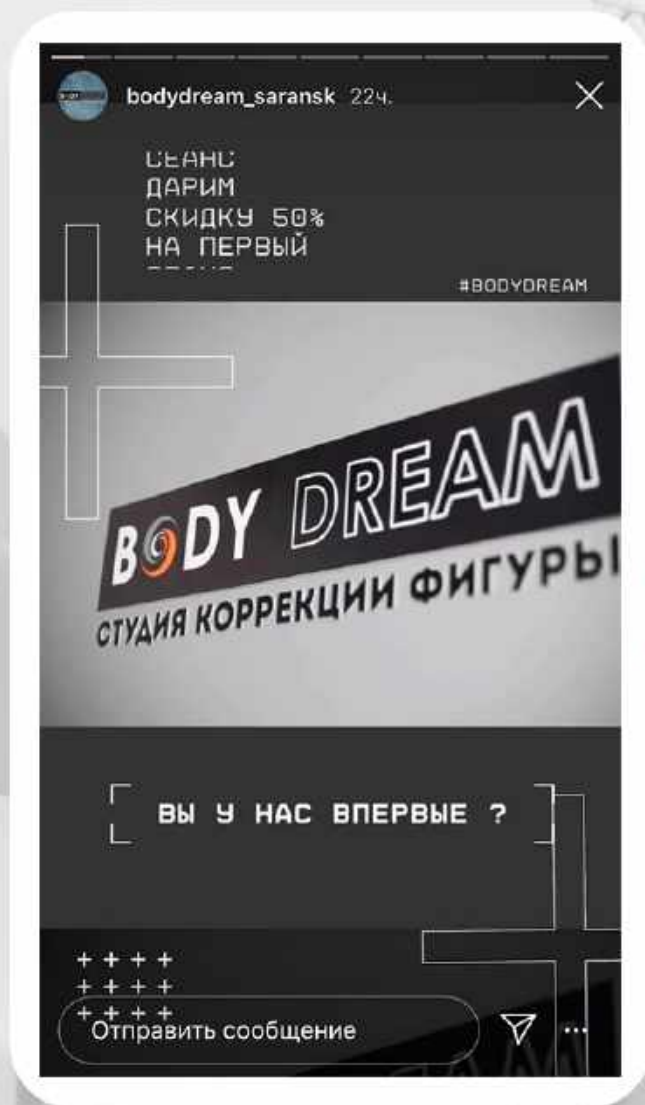 bodydream_saransk 22ч.
СЕАНС
ДАРИМ
СКИДКУ 50%
НА ПЕРВЫЙ
#BODYDREAM
BODY DREAM
СТУДИЯ КОРРЕКЦИИ ФИГУРЫ
ВЫ У НАС ВПЕРВЫЕ ?
Отправить сообщение